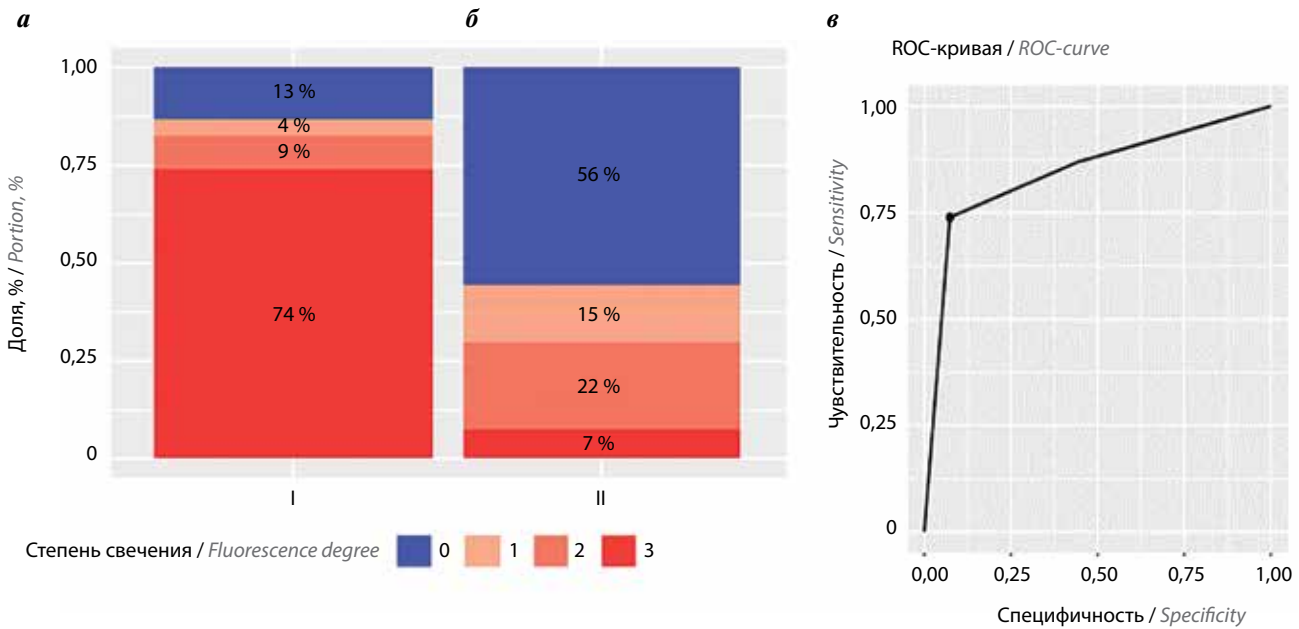 а
1,00
0,75
0,50
0,25
0
Доля, % / Portion, %
13 %
4 %
9 %
74 %
I
б
56 %
15 %
22 %
7 %
II
Степень свечения / Fluorescence degree 0 1 2 3
в
ROC-кривая / ROC-curve
1,00
0,75
0,50
0,25
0
Чувствительность / Sensitivity
0,00 0,25 0,50 0,75 1,00
Специфичность / Specificity